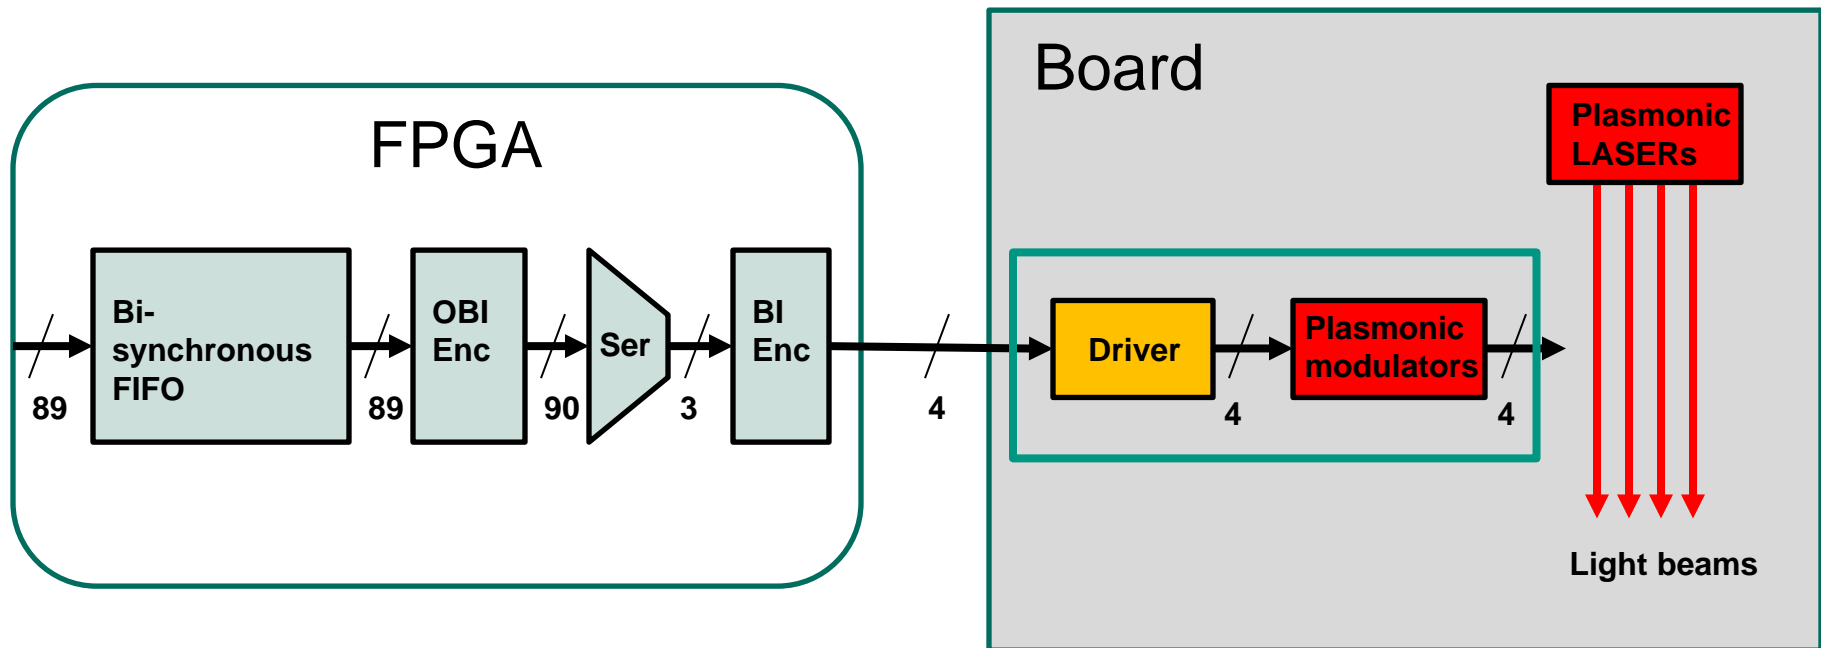 Board
FPGA
Plasmonic
LASERs
Bi-
synchronous
FIFO
OBI
Enc
Ser
BI
Enc
Driver
Plasmonic
modulators
89
89
90
3
4
4
4
Light beams